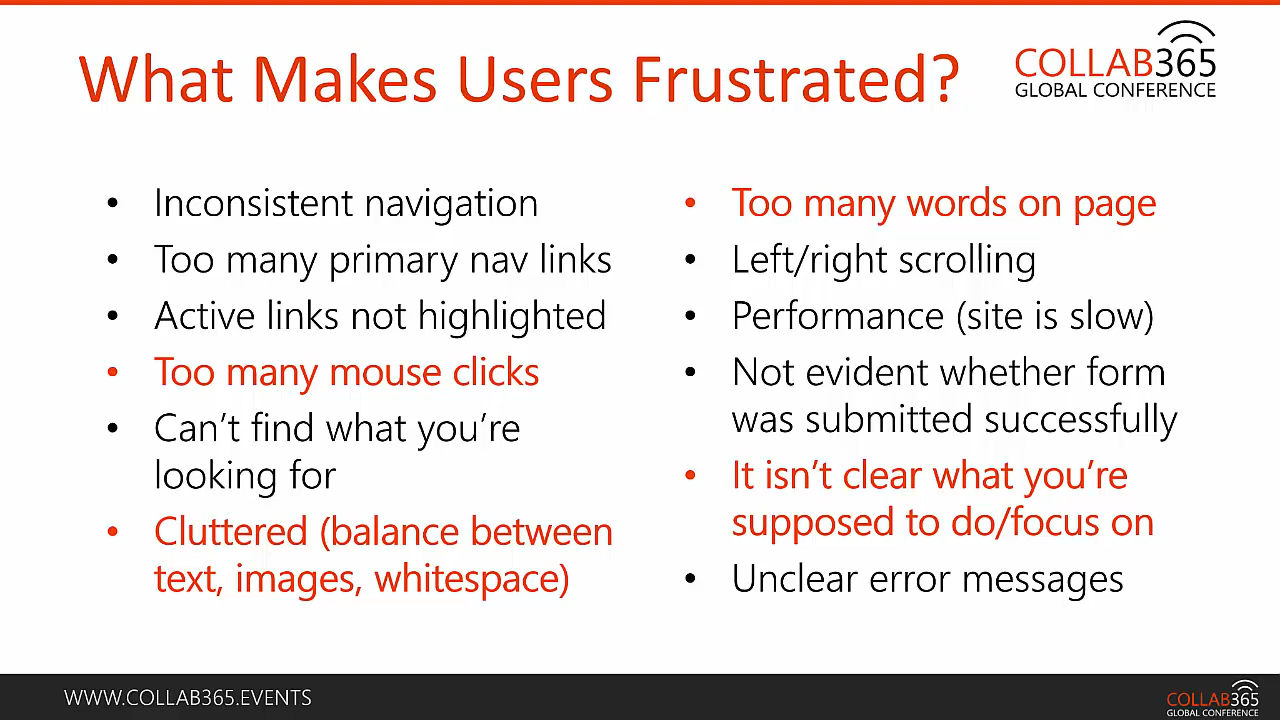 What Makes Users Frustrated?
COLLAB365
GLOBAL CONFERENCE
• Inconsistent navigation
• Too many primary nav links
• Active links not highlighted
• Too many mouse clicks
• Can't find what you're
looking for
• Cluttered (balance between
text, images, whitespace)
• Too many words on page
• Left/right scrolling
• Performance (site is slow)
• Not evident whether form
was submitted successfully
• It isn't clear what you're
supposed to do/focus on
• Unclear error messages
WWW.COLLAB365.EVENTS
COLLAB365
GLOBAL CONFERENCE